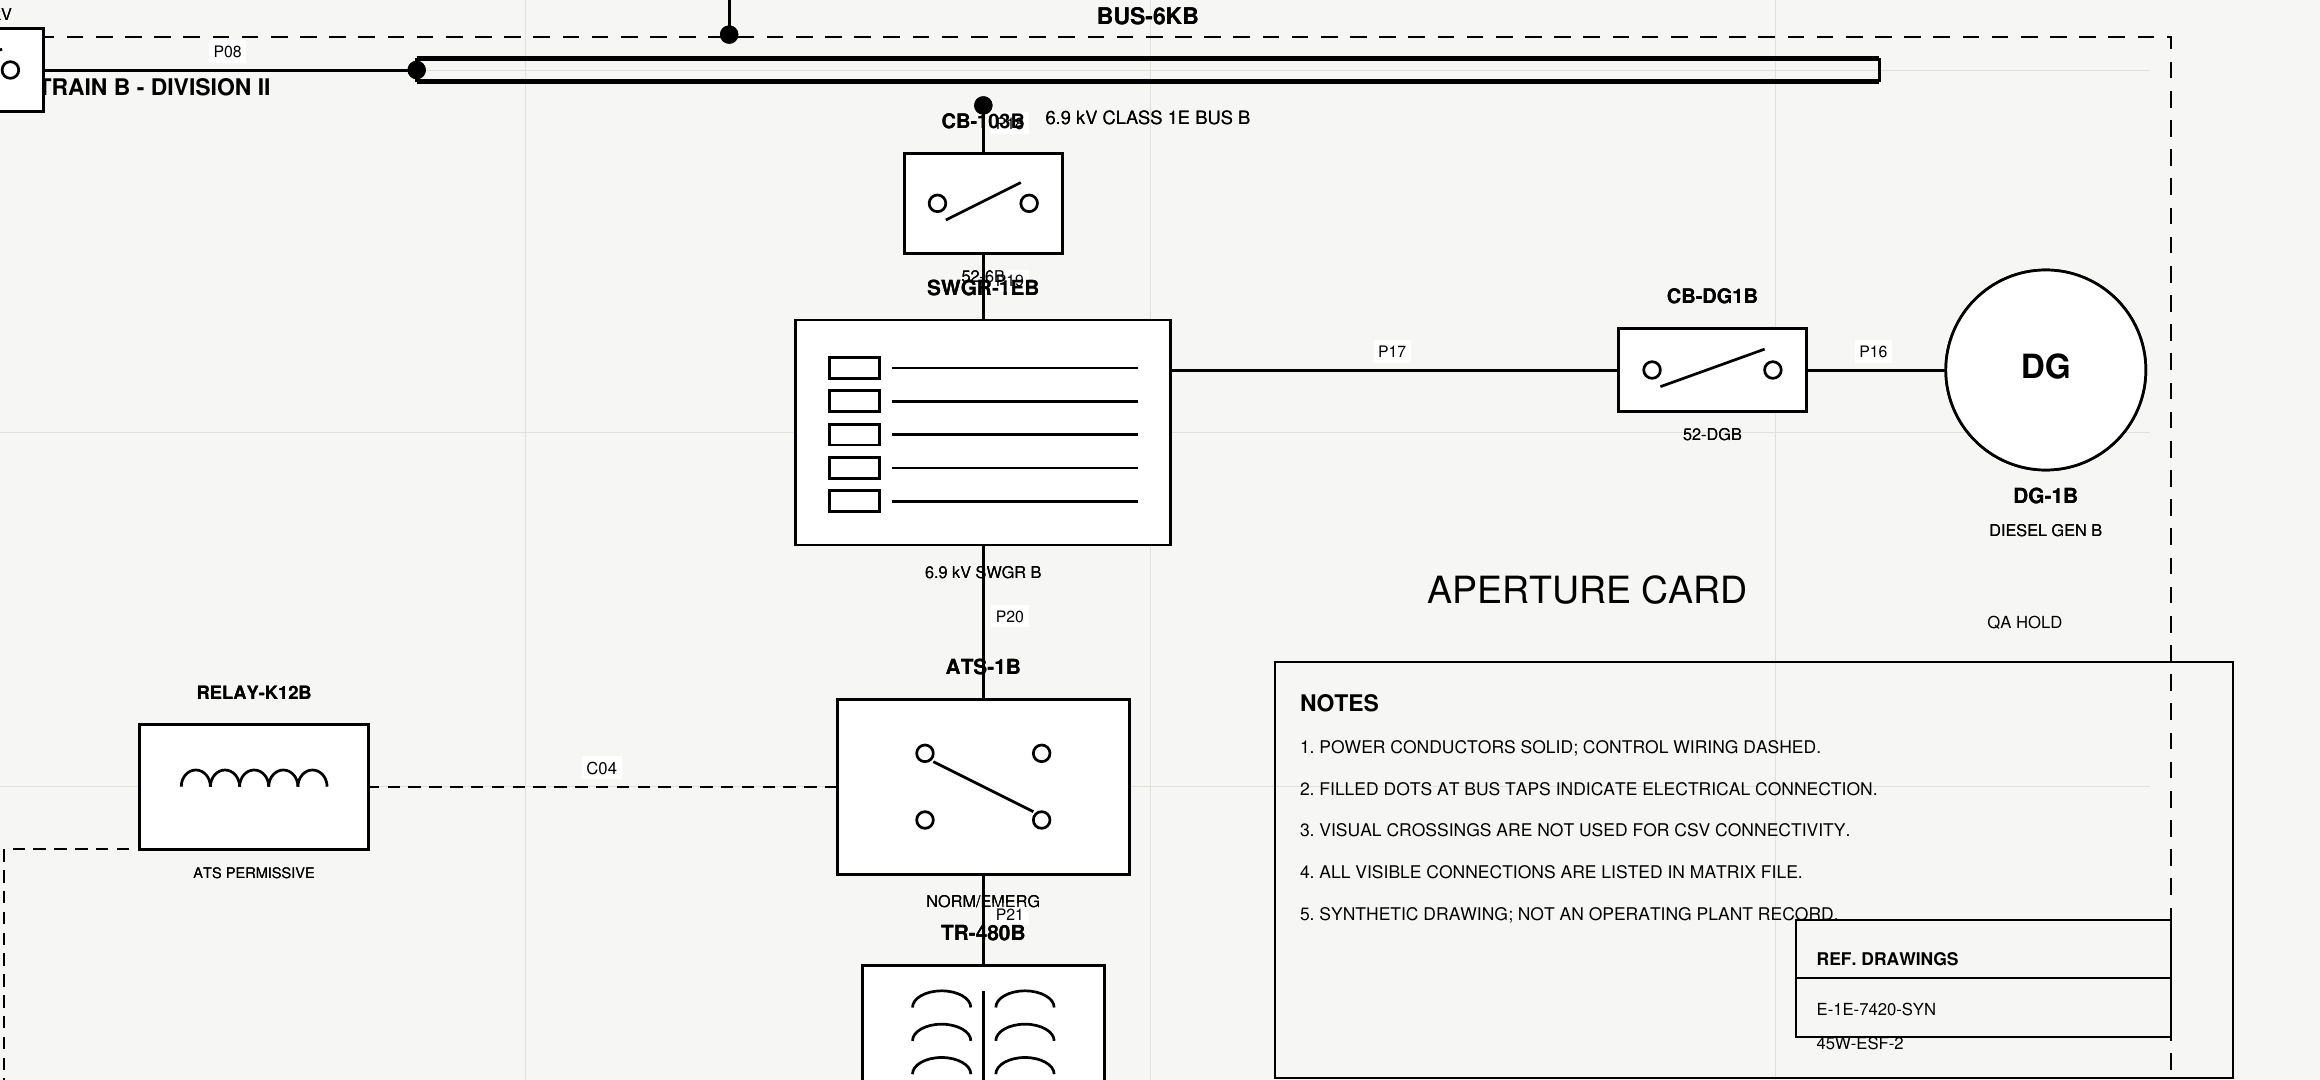 V
BUS-6KB
P08
TRAIN B - DIVISION II
CB-103B
6.9 kV CLASS 1E BUS B
52-6B
P19
SWGR-1EB
CB-DG1B
P17
P16
DG
52-DGB
DG-1B
DIESEL GEN B
6.9 kV SWGR B
APERTURE CARD
P20
QA HOLD
ATS-1B
RELAY-K12B
NOTES
1. POWER CONDUCTORS SOLID; CONTROL WIRING DASHED.
C04
2. FILLED DOTS AT BUS TAPS INDICATE ELECTRICAL CONNECTION.
3. VISUAL CROSSINGS ARE NOT USED FOR CSV CONNECTIVITY.
ATS PERMISSIVE
4. ALL VISIBLE CONNECTIONS ARE LISTED IN MATRIX FILE.
NORM/EMERG
P21
5. SYNTHETIC DRAWING; NOT AN OPERATING PLANT RECORD.
TR-480B
REF. DRAWINGS
E-1E-7420-SYN
45W-ESF-2